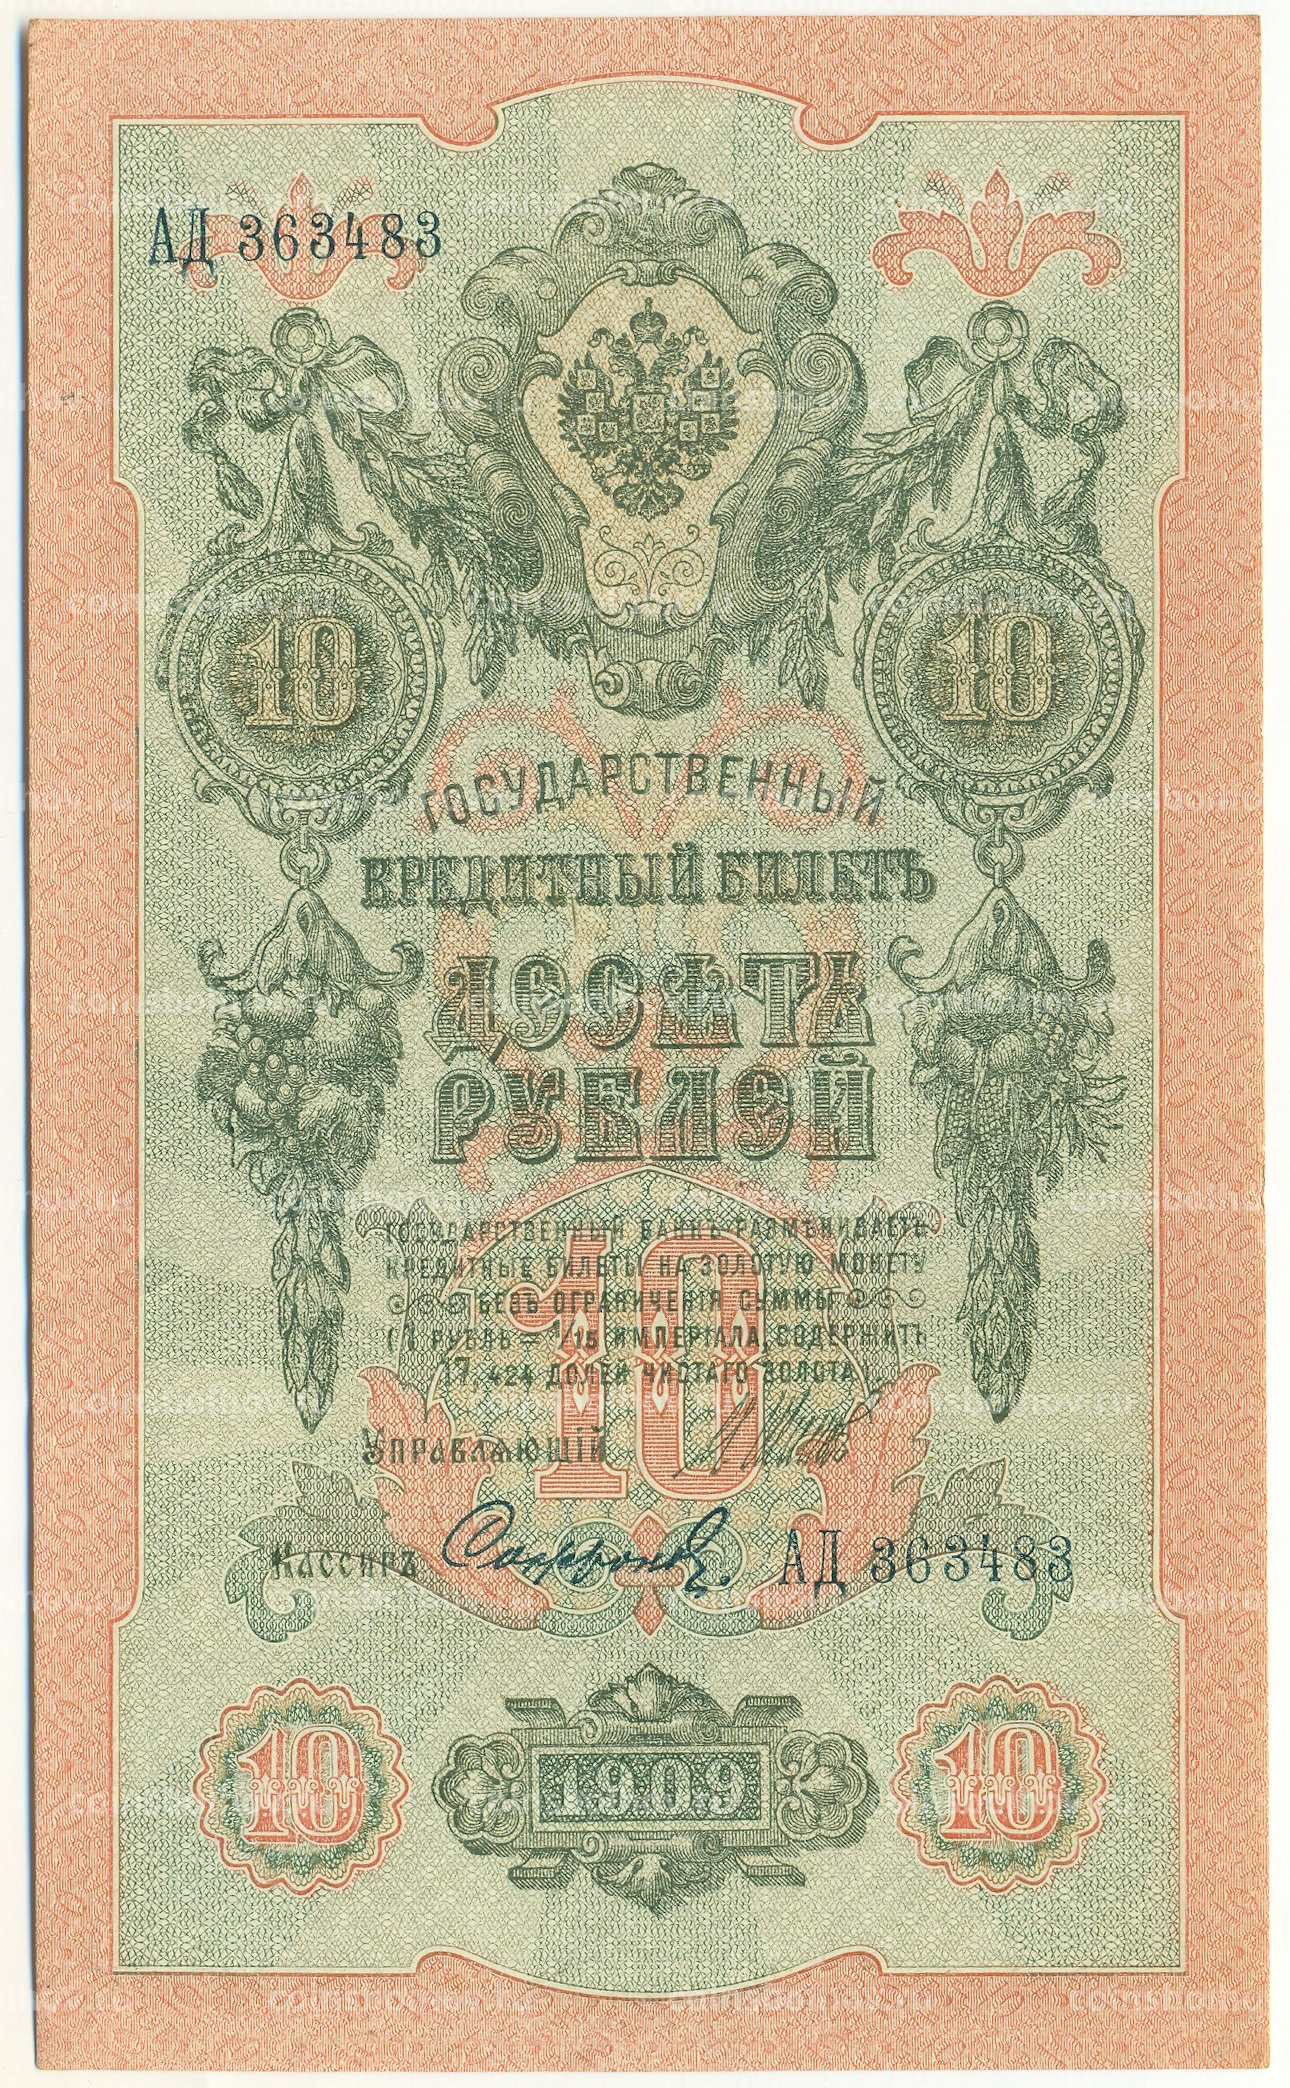 АД 363483
10 10
ГОСУДАРСТВЕННЫЙ
КРЕДИТНЫЙ БИЛЕТЪ
ДЕСЯТЬ
РУБЛЕЙ
10
ГОСУДАРСТВЕННЫЙ БАНКЪ РАЗМѢНИВАЕТЪ
КРЕДИТНЫЕ БИЛЕТЫ НА ЗОЛОТУЮ МОНЕТУ
БЕЗЪ ОГРАНИЧЕНІЯ СУММЫ
(1 РУБЛЬ = 1/15 ИМПЕРІАЛА, СОДЕРЖИТЪ
17,424 ДОЛЕЙ ЧИСТАГО ЗОЛОТА).
УПРАВЛЯЮЩІЙ
КАССИРЪ Сафроновъ. АД 363483
10 1909 10